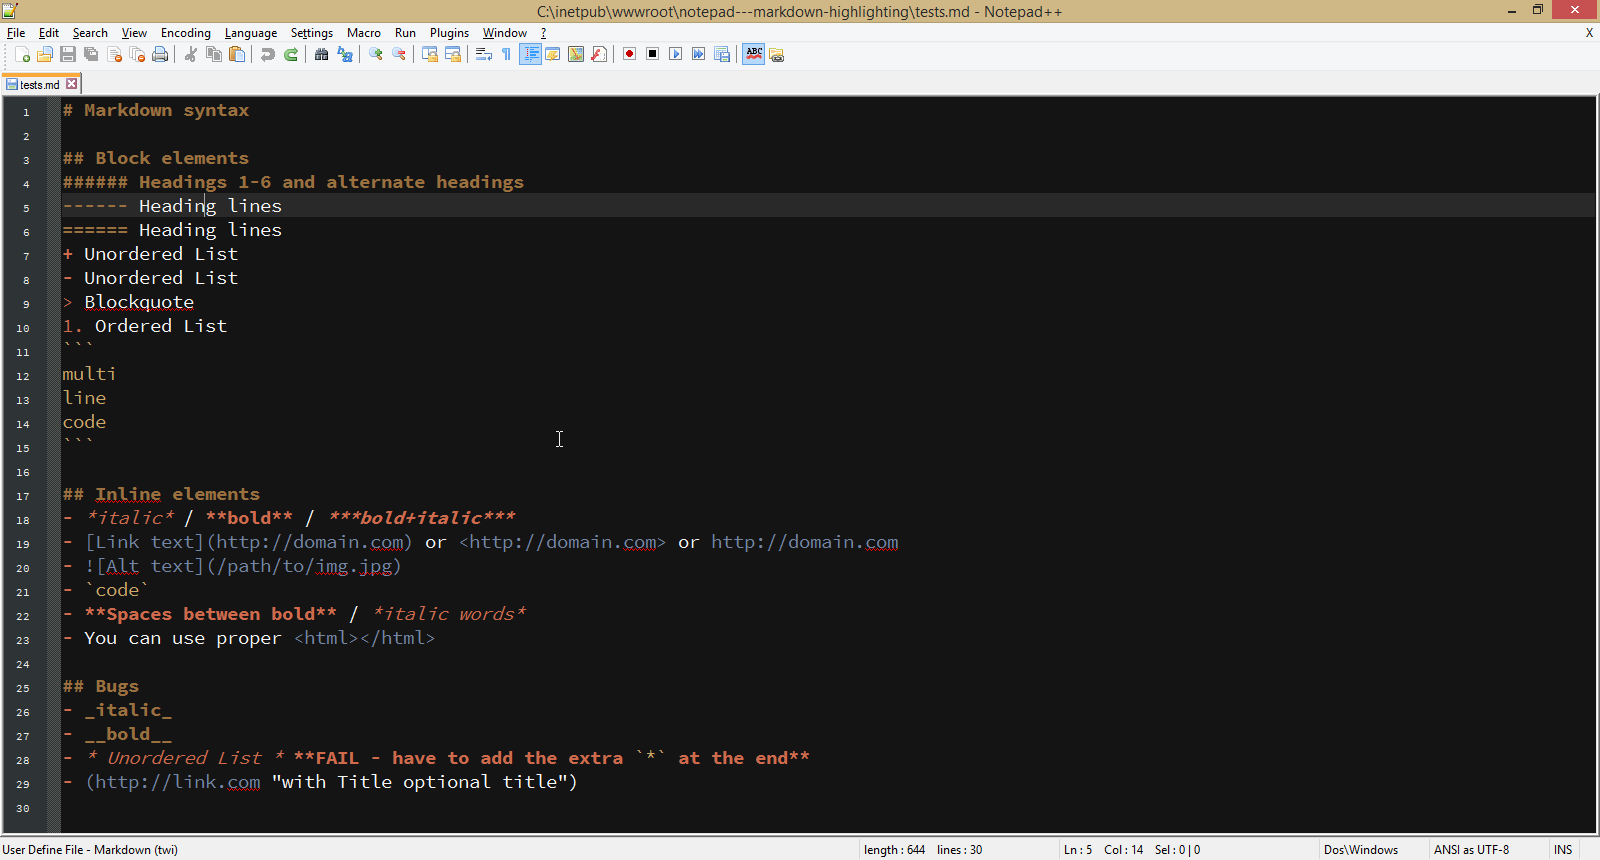 C:\inetpub\wwwroot\notepad---markdown-highlighting\tests.md - Notepad++
File Edit Search View Encoding Language Settings Macro Run Plugins Window ? X
ABC
tests.md
1 # Markdown syntax
2
3 ## Block elements
4 ###### Headings 1-6 and alternate headings
5 ------ Heading lines
6 ====== Heading lines
7 + Unordered List
8 - Unordered List
9 > Blockquote
10 1. Ordered List
11 ```
12 multi
13 line
14 code
15 ```
16
17 ## Inline elements
18 - *italic* / **bold** / ***bold+italic***
19 - [Link text](http://domain.com) or <http://domain.com> or http://domain.com
20 - ![Alt text](/path/to/img.jpg)
21 - `code`
22 - **Spaces between bold** / *italic words*
23 - You can use proper <html></html>
24
25 ## Bugs
26 - _italic_
27 - __bold__
28 - * Unordered List * **FAIL - have to add the extra `*` at the end**
29 - (http://link.com "with Title optional title")
30
User Define File - Markdown (twi) length : 644 lines : 30 Ln : 5 Col : 14 Sel : 0 | 0 Dos\Windows ANSI as UTF-8 INS